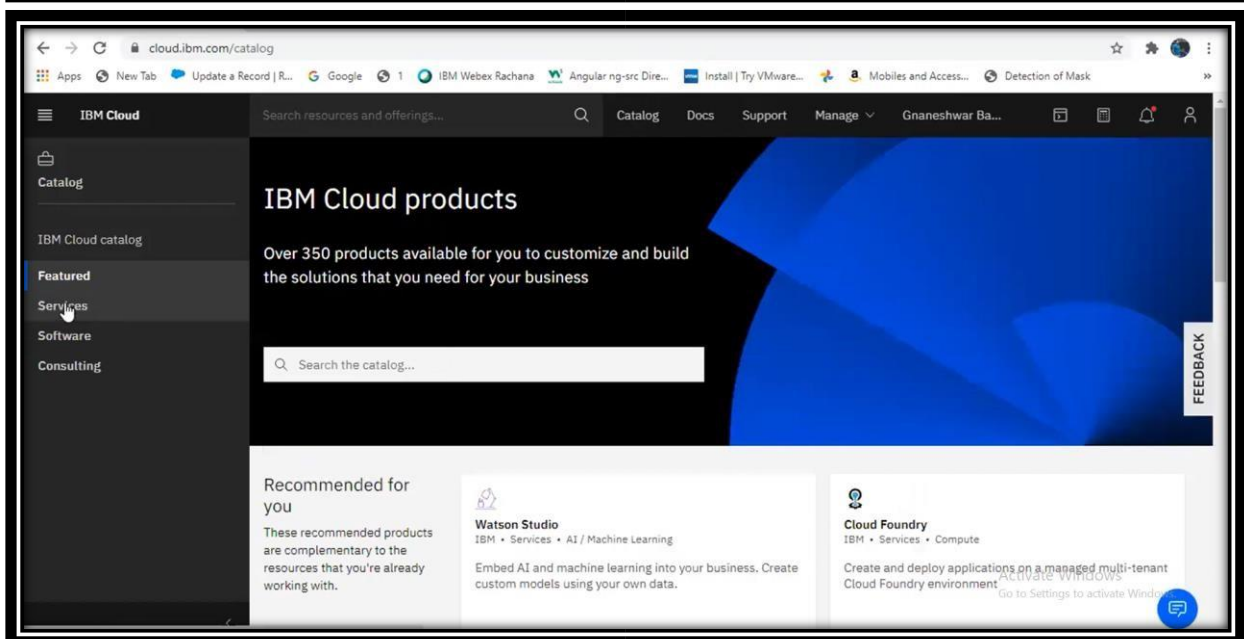 cloud.ibm.com/catalog
Apps New Tab Update a Record | R... Google 1 IBM Webex Rachana Angular ng-src Dire... Install | Try VMware... Mobiles and Access... Detection of Mask »
IBM Cloud Search resources and offerings... Catalog Docs Support Manage Gnaneshwar Ba...
Catalog
IBM Cloud catalog
Featured
Services
Software
Consulting
IBM Cloud products
Over 350 products available for you to customize and build
the solutions that you need for your business
Search the catalog...
FEEDBACK
Recommended for
you
These recommended products
are complementary to the
resources that you're already
working with.
Watson Studio
IBM • Services • AI / Machine Learning
Embed AI and machine learning into your business. Create
custom models using your own data.
Cloud Foundry
IBM • Services • Compute
Create and deploy applications on a managed multi-tenant
Cloud Foundry environment
Activate Windows
Go to Settings to activate Windows.